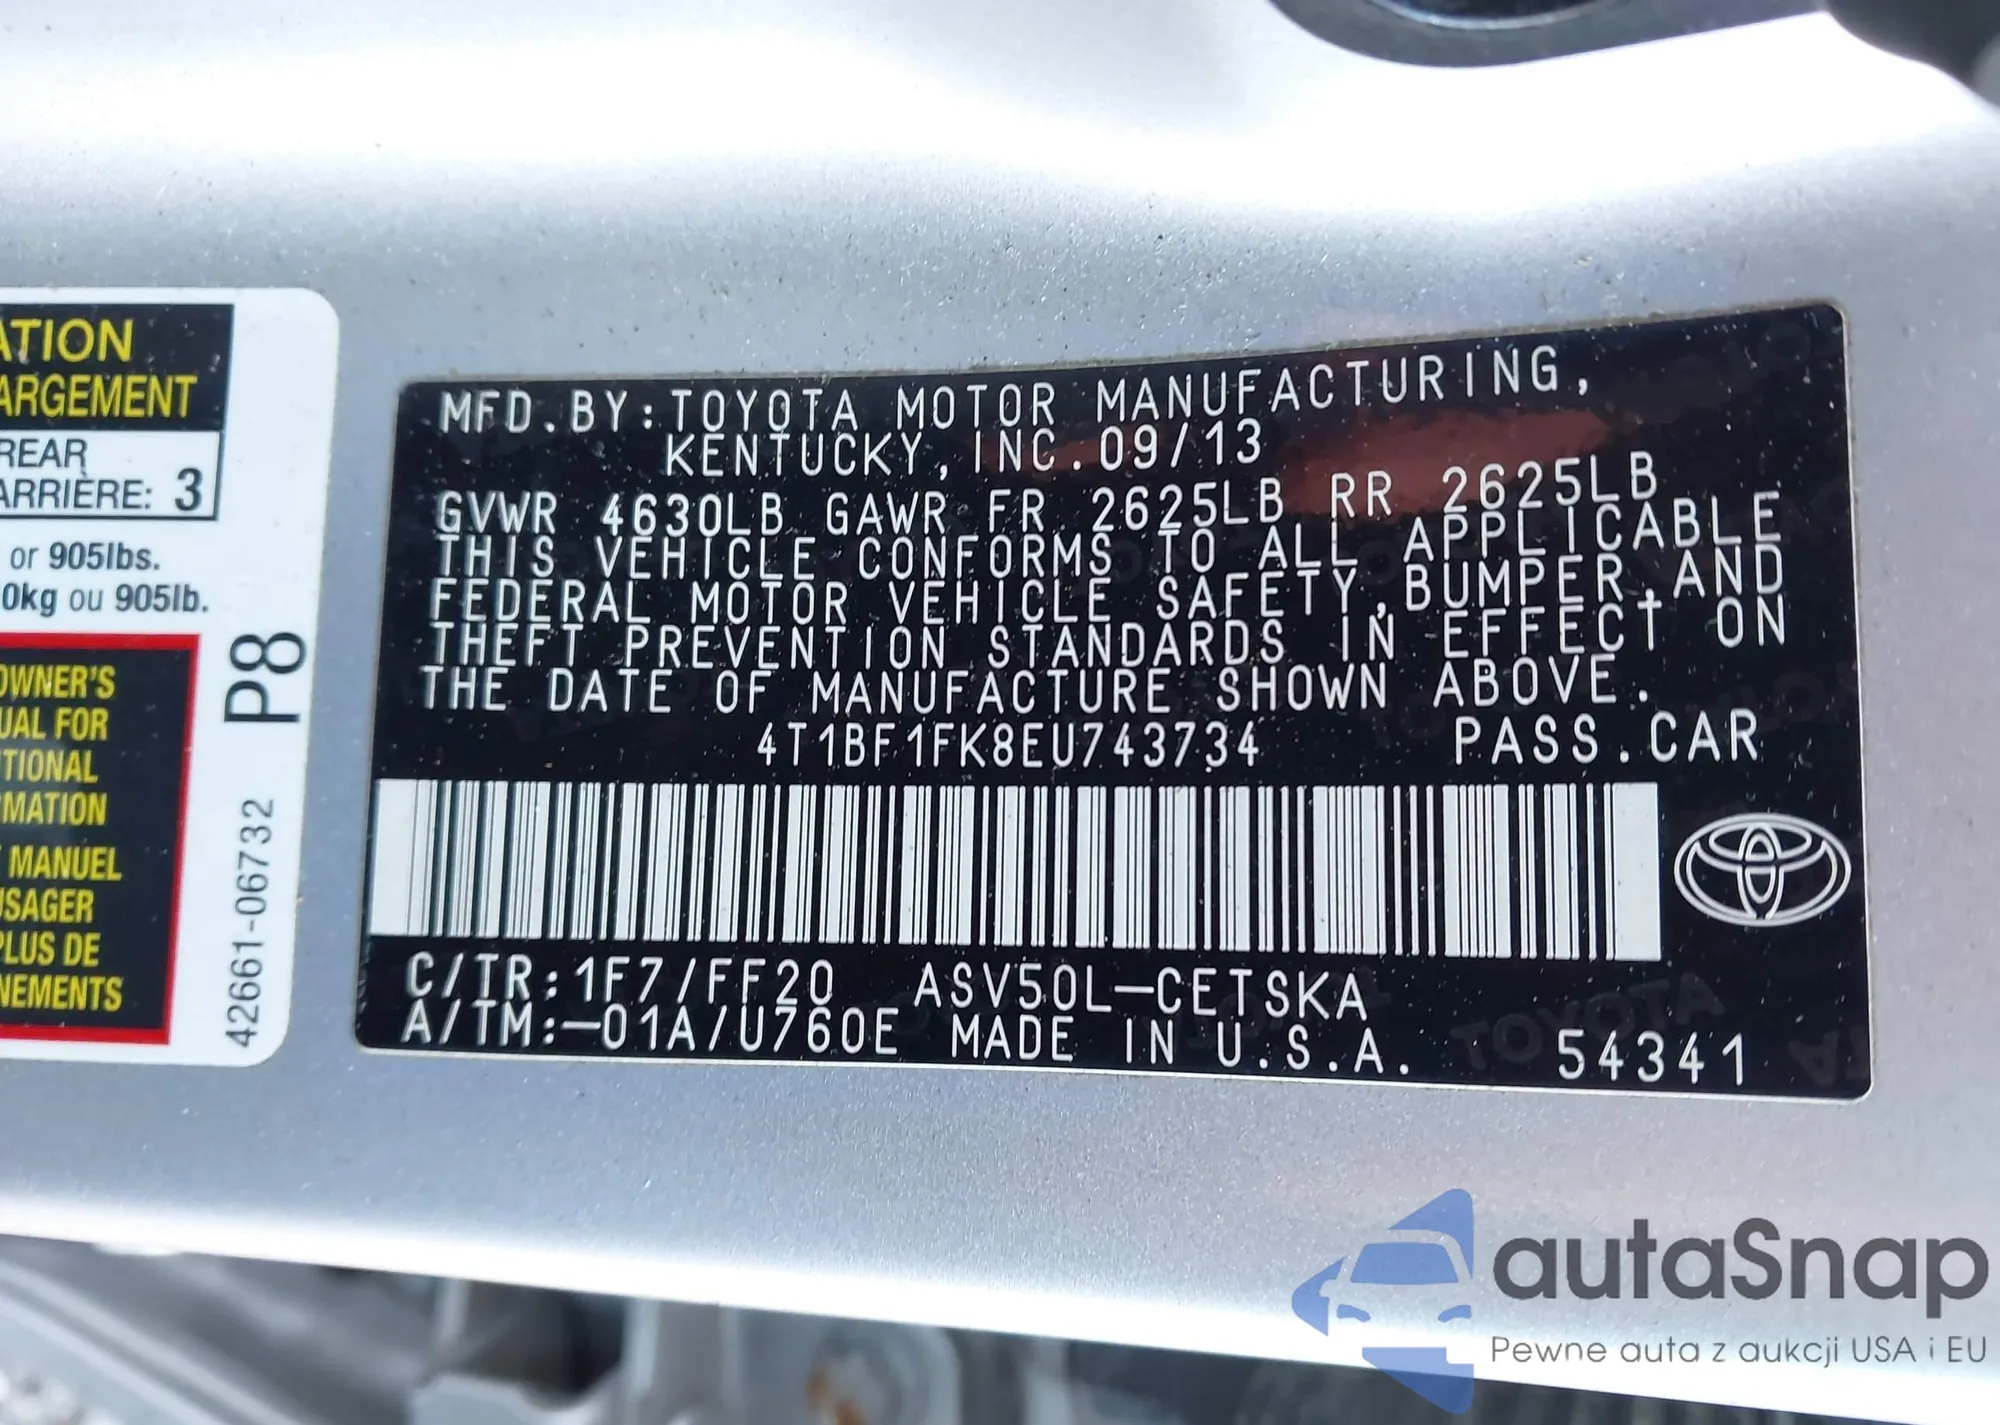 ATION
ARGEMENT
REAR
ARRIÈRE: 3
or 905lbs.
0kg ou 905lb.
OWNER'S
UAL FOR
TIONAL
RMATION
MANUEL
USAGER
PLUS DE
NEMENTS
P8
42661-06732
MFD.BY:TOYOTA MOTOR MANUFACTURING,
KENTUCKY, INC. 09/13
GVWR 4630LB GAWR FR 2625LB RR 2625LB
THIS VEHICLE CONFORMS TO ALL APPLICABLE
FEDERAL MOTOR VEHICLE SAFETY,BUMPER,AND
THEFT PREVENTION STANDARDS IN EFFECT ON
THE DATE OF MANUFACTURE SHOWN ABOVE.
4T1BF1FK8EU743734 PASS.CAR
C/TR:1F7/FF20 ASV50L-CETSKA
A/TM:-01A/U760E MADE IN U.S.A. 54341
autaSnap
Pewne auta z aukcji USA i EU